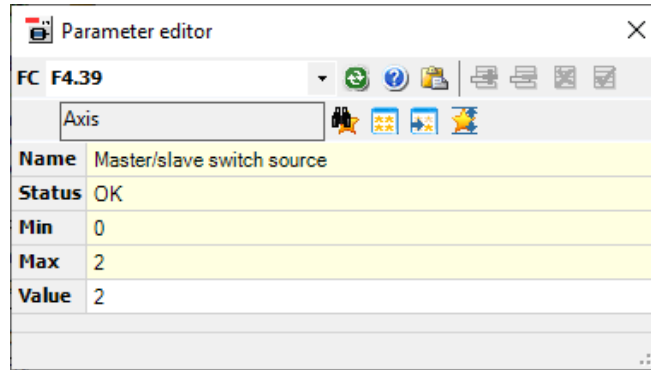 Parameter editor
FC F4.39
Axis
Name Master/slave switch source
Status OK
Min 0
Max 2
Value 2